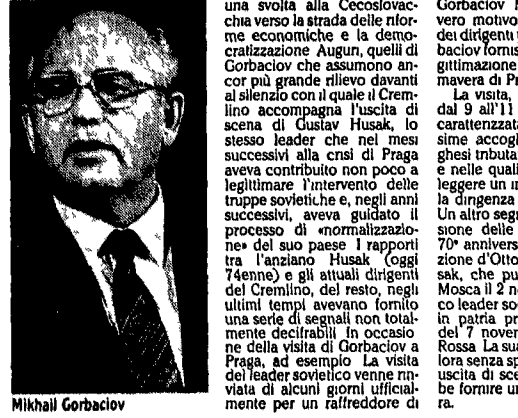 Mikhail Gorbaciov
una svolta alla Cecoslovac-
chia verso la strada delle rifor-
me economiche e la demo-
cratizzazione Auguri, quelli di
Gorbaciov che assumono an-
cor più grande rilievo davanti
al silenzio con il quale il Crem-
lino accompagna l'uscita di
scena di Gustav Husak, lo
stesso leader che nei mesi
successivi alla crisi di Praga
aveva contribuito non poco a
legittimare l'intervento delle
truppe sovietiche e, negli anni
successivi, aveva guidato il
processo di «normalizzazio-
ne» del suo paese I rapporti
tra l'anziano Husak (oggi
74enne) e gli attuali dirigenti
del Cremlino, del resto, negli
ultimi tempi avevano fornito
una serie di segnali non total-
mente decifrabili In occasio
ne della visita di Gorbaciov a
Praga, ad esempio La visita
del leader sovietico venne rin-
viata di alcuni giorni ufficial-
mente per un raffreddore di
Gorbaciov
vero motivo
dei dirigenti
baciov fornis
gittimazione
mavera di Pr
La visita,
dal 9 all'11
caratterizzata
sime accogli
ghesi tributa
e nelle quali
leggere un in
la dirigenza
Un altro segn
sione delle
70° annivers
zione d'Otto
sak, che pu
Mosca il 2 n
co leader so
in patria pr
del 7 nover
Rossa La sua
lora senza sp
uscita di sce
be fornire un
ra.